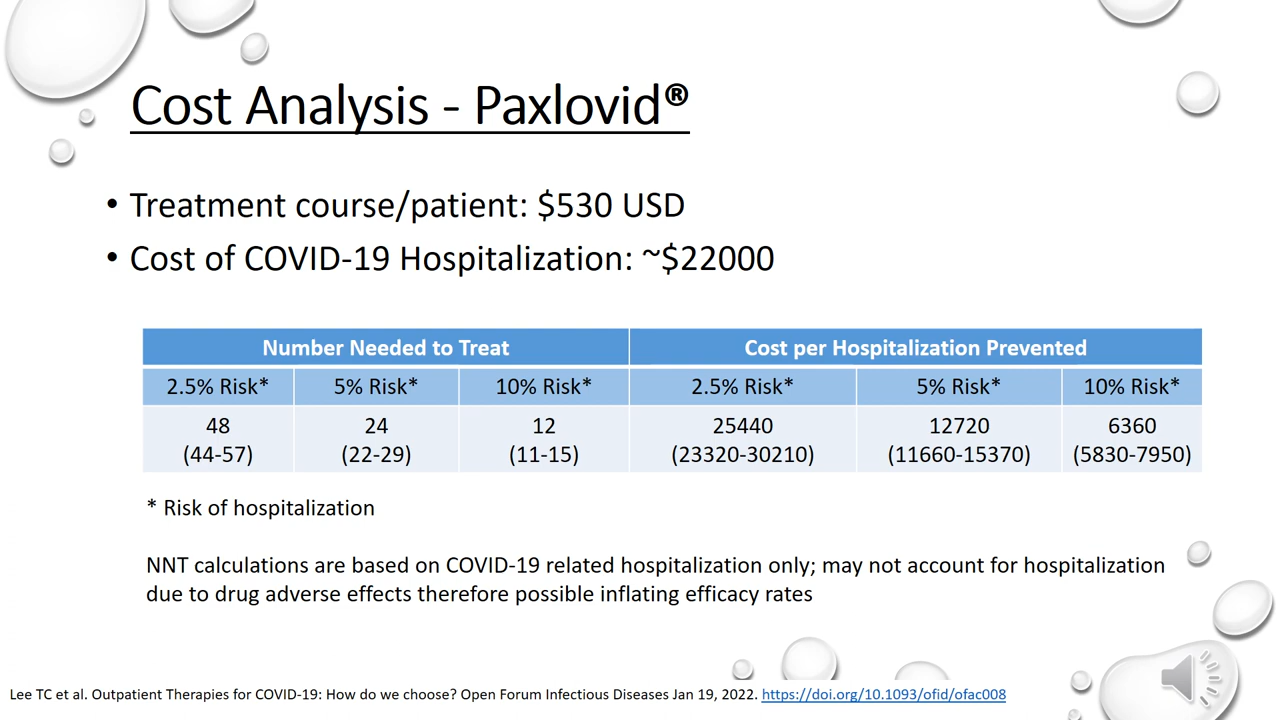 Cost Analysis - Paxlovid®
• Treatment course/patient: $530 USD
• Cost of COVID-19 Hospitalization: ~$22000
Number Needed to Treat Cost per Hospitalization Prevented
2.5% Risk* 5% Risk* 10% Risk* 2.5% Risk* 5% Risk* 10% Risk*
48 24 12 25440 12720 6360
(44-57) (22-29) (11-15) (23320-30210) (11660-15370) (5830-7950)
* Risk of hospitalization
NNT calculations are based on COVID-19 related hospitalization only; may not account for hospitalization
due to drug adverse effects therefore possible inflating efficacy rates
Lee TC et al. Outpatient Therapies for COVID-19: How do we choose? Open Forum Infectious Diseases Jan 19, 2022. https://doi.org/10.1093/ofid/ofac008